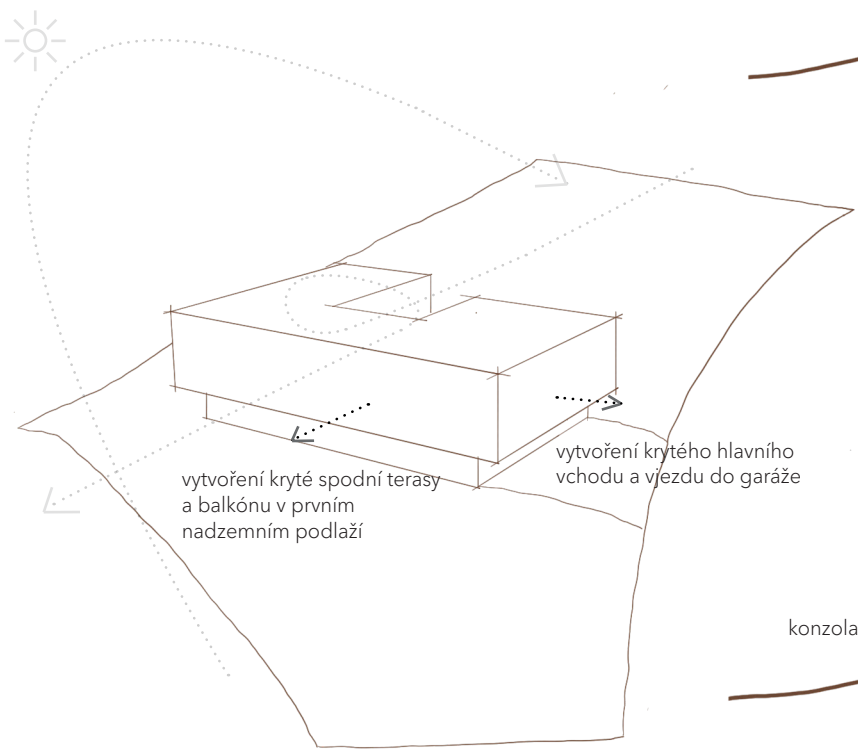 vytvoření kryté spodní terasy
a balkónu v prvním
nadzemním podlaží
vytvoření krytého hlavního
vchodu a vjezdu do garáže
konzola